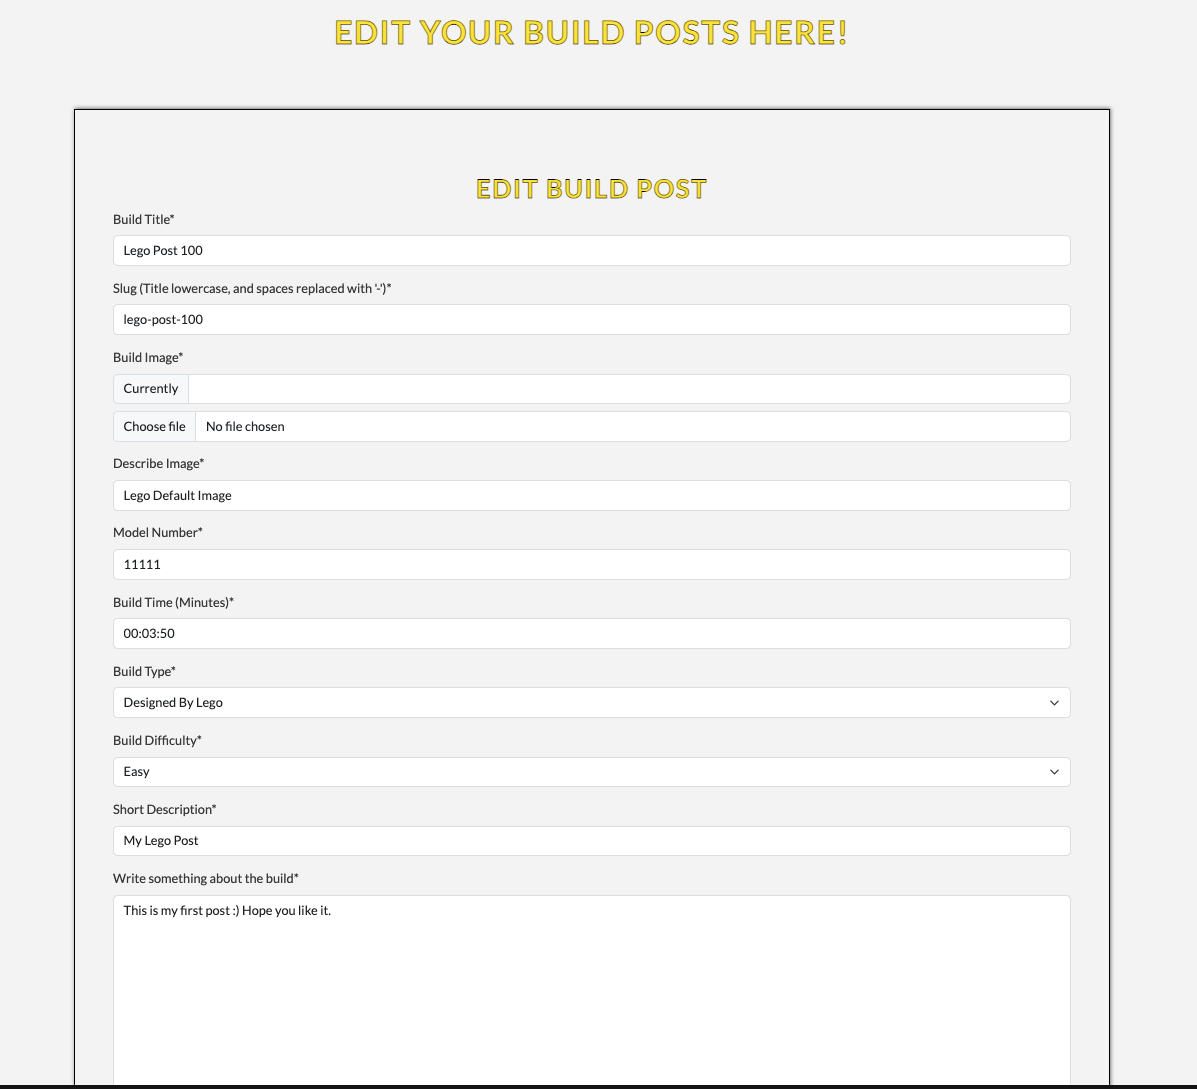 EDIT YOUR BUILD POSTS HERE!
EDIT BUILD POST
Build Title*
Lego Post 100
Slug (Title lowercase, and spaces replaced with '-')*
lego-post-100
Build Image*
Currently
Choose file No file chosen
Describe Image*
Lego Default Image
Model Number*
11111
Build Time (Minutes)*
00:03:50
Build Type*
Designed By Lego
Build Difficulty*
Easy
Short Description*
My Lego Post
Write something about the build*
This is my first post :) Hope you like it.